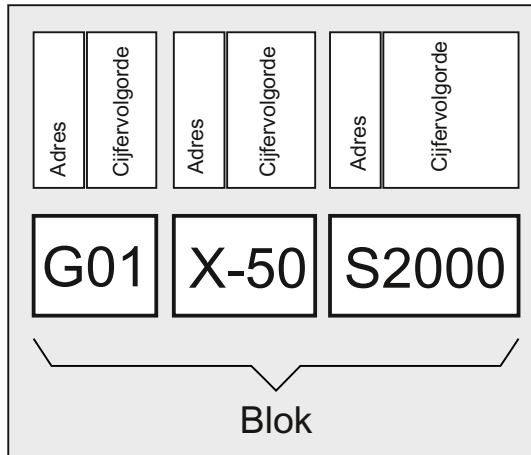 Adres
Cijfervolgorde
Adres
Cijfervolgorde
Adres
Cijfervolgorde
G01
X-50
S2000
Blok